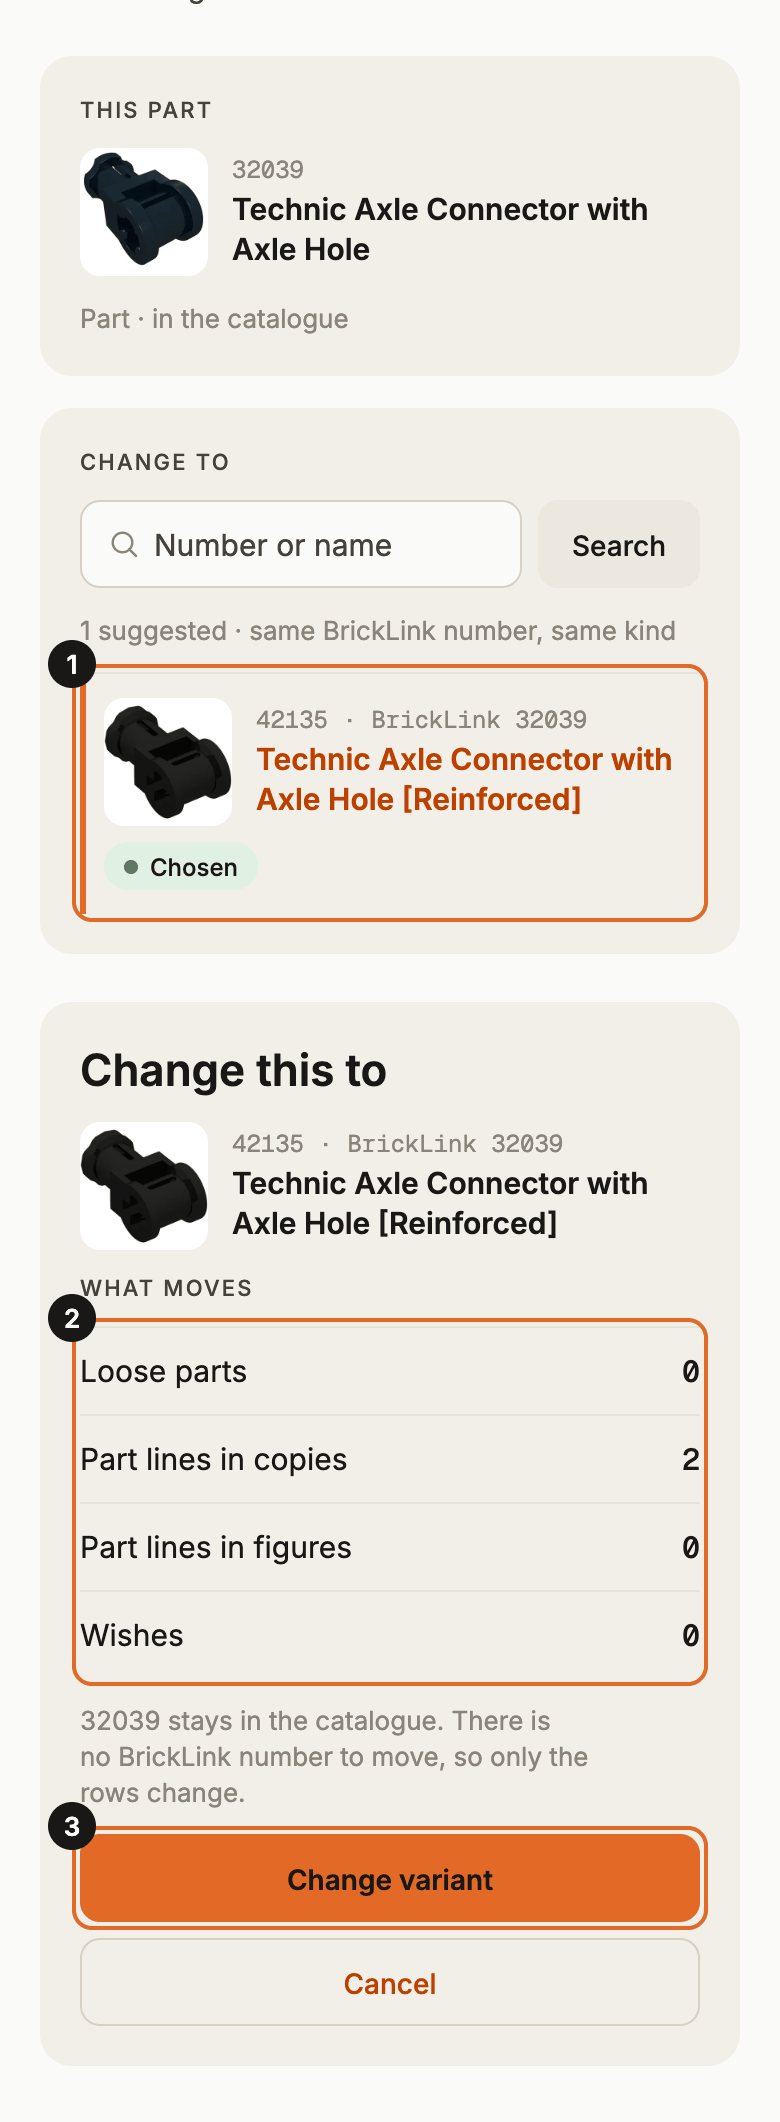 THIS PART
32039
Technic Axle Connector with
Axle Hole
Part · in the catalogue
CHANGE TO
Number or name
Search
1 suggested · same BrickLink number, same kind
1
42135 · BrickLink 32039
Technic Axle Connector with
Axle Hole [Reinforced]
Chosen
Change this to
42135 · BrickLink 32039
Technic Axle Connector with
Axle Hole [Reinforced]
WHAT MOVES
2
Loose parts 0
Part lines in copies 2
Part lines in figures 0
Wishes 0
32039 stays in the catalogue. There is
no BrickLink number to move, so only the
rows change.
3
Change variant
Cancel